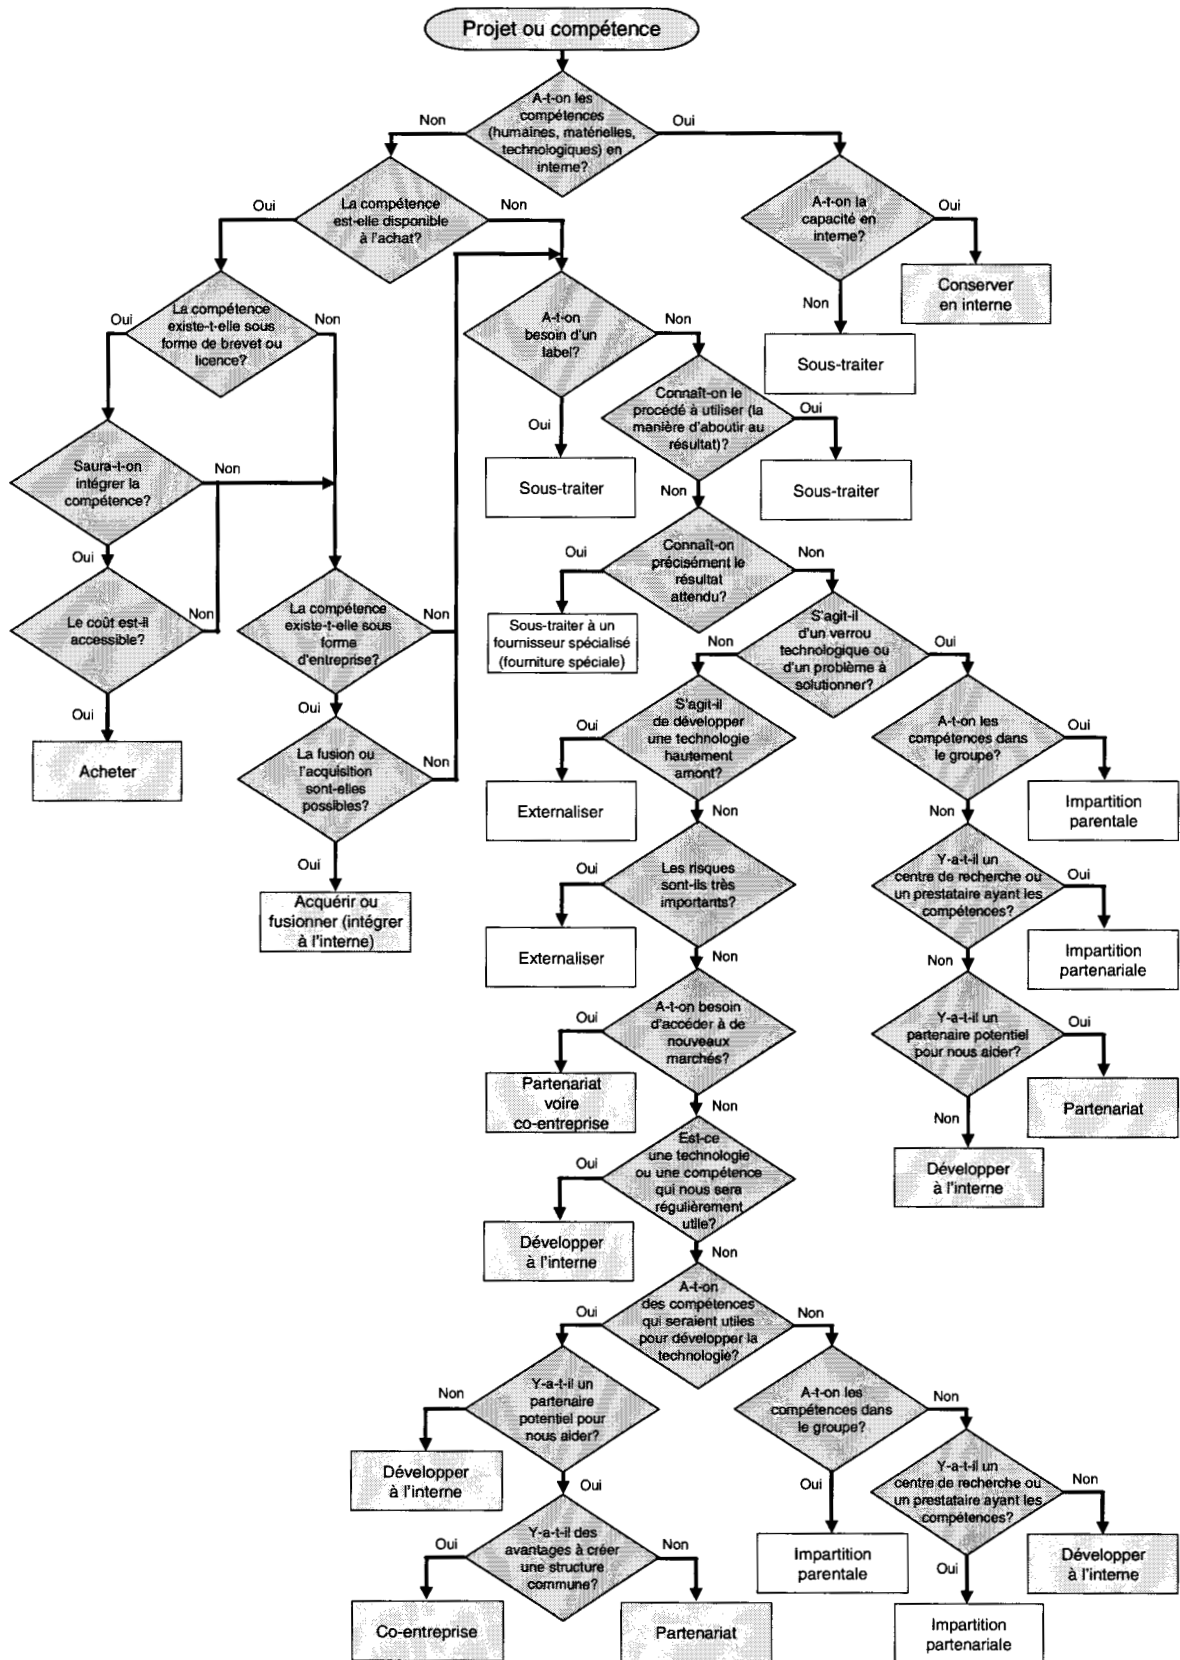 Projet ou compétence
A-t-on les
compétences
(humaines, matérielles,
technologiques) en
interne?
Non
Oui
La compétence
est-elle disponible
à l'achat?
Oui
Non
A-t-on la
capacité en
interne?
Oui
Non
Conserver
en interne
Sous-traiter
La compétence
existe-t-elle sous
forme de brevet ou
licence?
Oui
Non
A-t-on
besoin d'un
label?
Non
Oui
Sous-traiter
Connaît-on le
procédé à utiliser (la
manière d'aboutir au
résultat)?
Oui
Non
Sous-traiter
Saura-t-on
intégrer la
compétence?
Non
Oui
Le coût est-il
accessible?
Non
Oui
Acheter
La compétence
existe-t-elle sous
forme
d'entreprise?
Non
Oui
La fusion ou
l'acquisition
sont-elles
possibles?
Non
Oui
Acquérir ou
fusionner (intégrer
à l'interne)
Connaît-on
précisément le
résultat
attendu?
Oui
Non
Sous-traiter à un
fournisseur spécialisé
(fourniture spéciale)
S'agit-il
d'un verrou
technologique ou
d'un problème à
solutionner?
Non
Oui
S'agit-il
de développer
une technologie
hautement
amont?
Oui
Non
Externaliser
Les risques
sont-ils très
importants?
Oui
Non
Externaliser
A-t-on besoin
d'accéder à de
nouveaux
marchés?
Oui
Non
Partenariat
voire
co-entreprise
Est-ce
une technologie
ou une compétence
qui nous sera
régulièrement
utile?
Oui
Non
Développer
à l'interne
A-t-on les
compétences dans
le groupe?
Oui
Non
Impartition
parentale
Y-a-t-il un
centre de recherche ou
un prestataire ayant les
compétences?
Oui
Non
Impartition
partenariale
Y-a-t-il un
partenaire potentiel
pour nous aider?
Oui
Non
Partenariat
Développer
à l'interne
A-t-on
des compétences
qui seraient utiles
pour développer la
technologie?
Oui
Non
Y-a-t-il un
partenaire
potentiel pour
nous aider?
Non
Oui
Développer
à l'interne
Y-a-t-il des
avantages à créer
une structure
commune?
Oui
Non
Co-entreprise
Partenariat
A-t-on les
compétences dans
le groupe?
Non
Oui
Impartition
parentale
Y-a-t-il un
centre de recherche ou
un prestataire ayant les
compétences?
Non
Oui
Développer
à l'interne
Impartition
partenariale